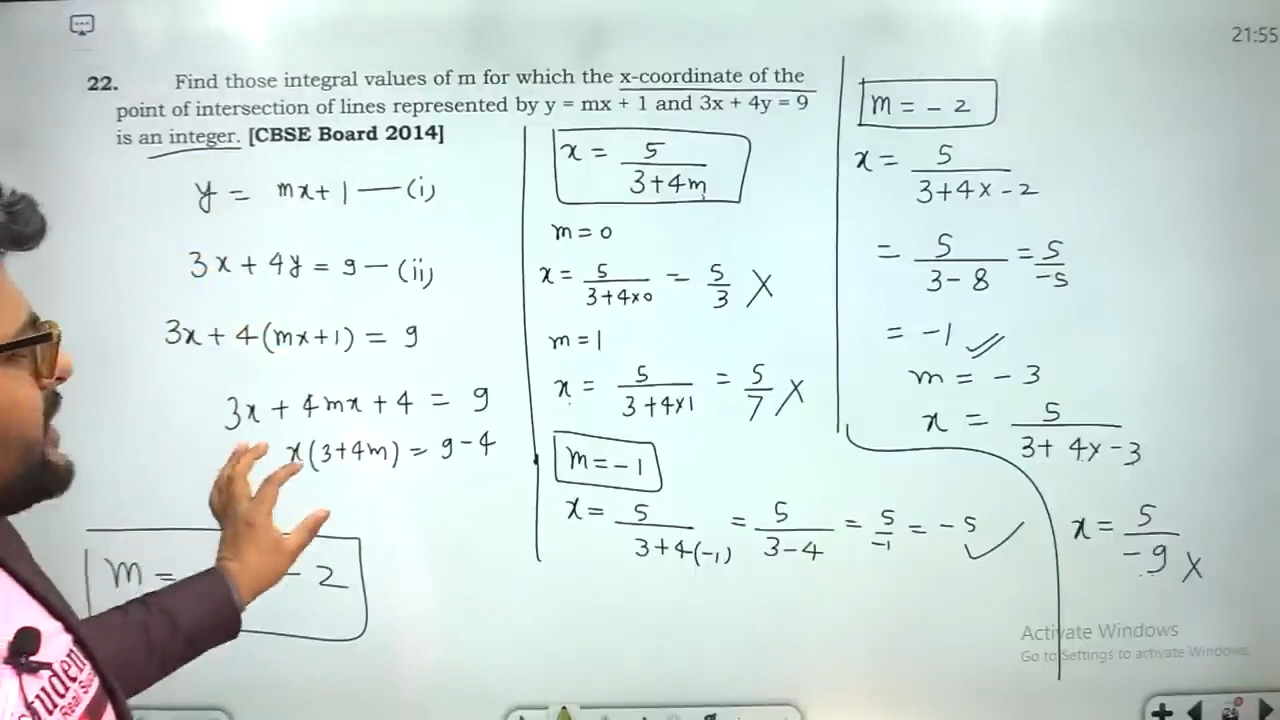 21:55
22. Find those integral values of m for which the x-coordinate of the
point of intersection of lines represented by y = mx + 1 and 3x + 4y = 9
is an integer. [CBSE Board 2014]
y = mx+1 — (i)
3x + 4y = 9 — (ii)
3x + 4(mx+1) = 9
3x + 4mx + 4 = 9
x(3+4m) = 9-4
m = - 2
x = 5/(3+4m)
m = 0
x = 5/(3+4×0) = 5/3 X
m = 1
x = 5/(3+4×1) = 5/7 X
m = -1
x = 5/(3+4(-1)) = 5/(3-4) = 5/-1 = -5 ✓
m = -2
x = 5/(3+4×-2)
= 5/(3-8) = 5/-5
= -1 ✓
m = -3
x = 5/(3+4×-3)
x = 5/-9 X
Activate Windows
Go to Settings to activate Windows.
Student